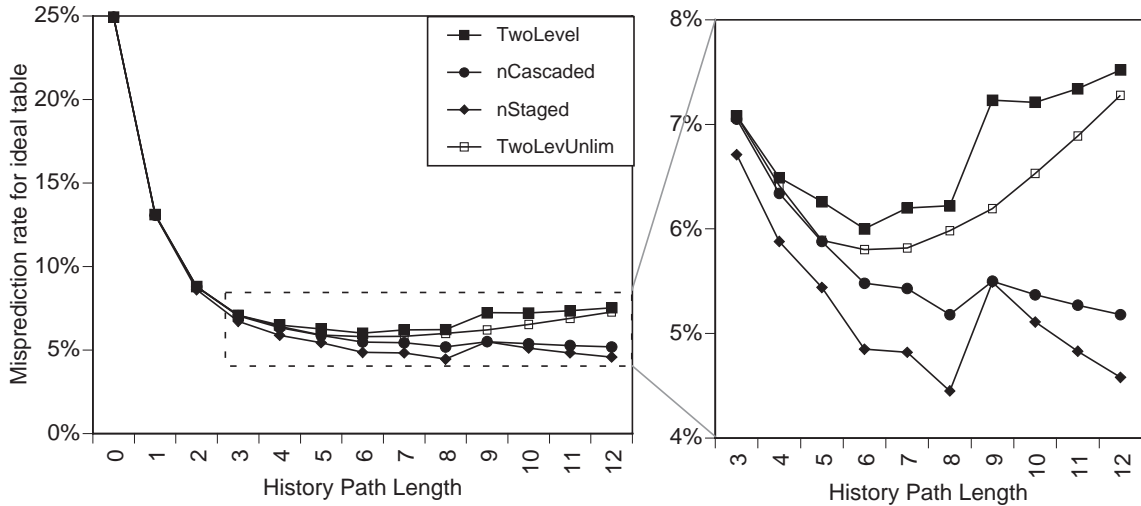 25%
20%
15%
10%
5%
0%
Misprediction rate for ideal table
TwoLevel
nCascaded
nStaged
TwoLevUnlim
0 1 2 3 4 5 6 7 8 9 10 11 12
History Path Length
8%
7%
6%
5%
4%
3 4 5 6 7 8 9 10 11 12
History Path Length